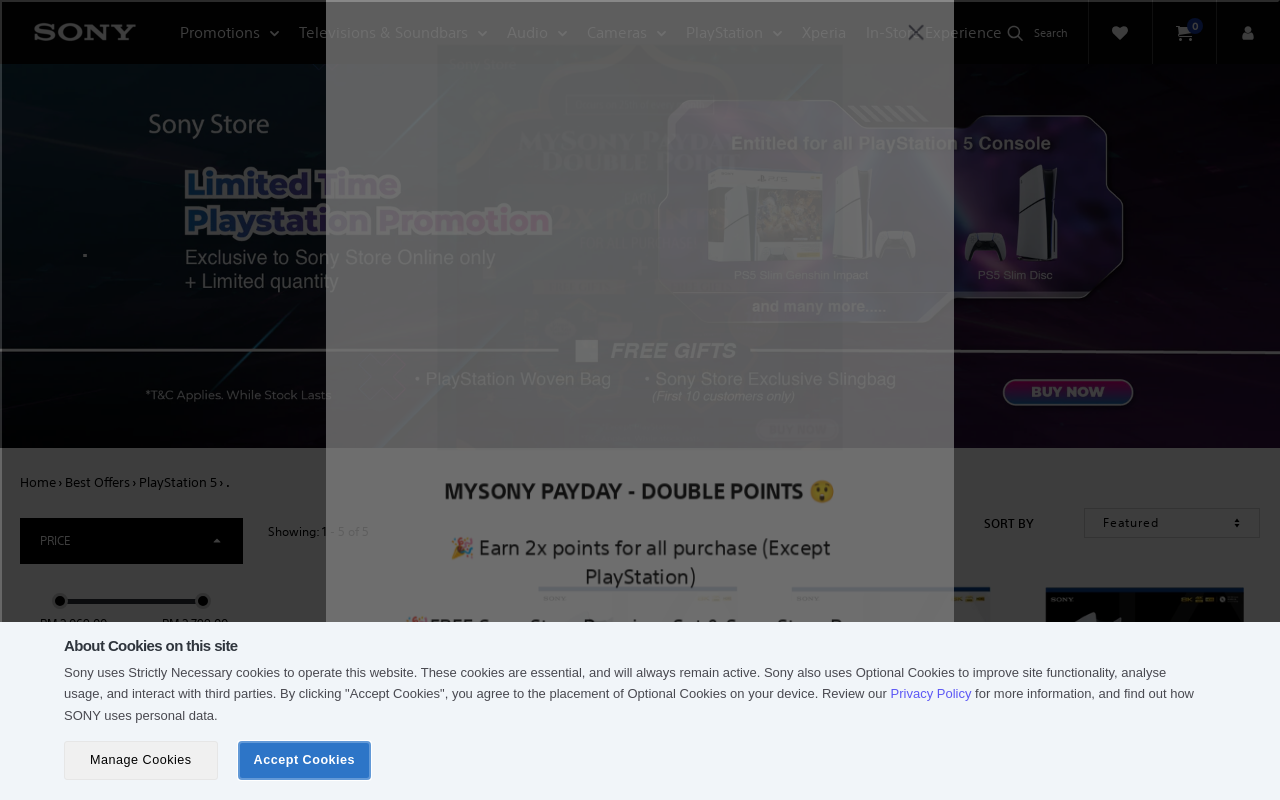 SONY
Promotions
Televisions & Soundbars
Audio
Cameras
PlayStation
Xperia
In-Store Experience
Search
0
Sony Store
Limited Time
Playstation Promotion
Exclusive to Sony Store Online only
+ Limited quantity
*T&C Applies. While Stock Lasts
MYSONY PAYDAY
DOUBLE POINT
Entitled for all PlayStation 5 Console
PS5 Slim Genshin Impact
PS5 Slim Disc
and many more.....
FREE GIFTS
• PlayStation Woven Bag
• Sony Store Exclusive Slingbag
(First 10 customers only)
BUY NOW
Home › Best Offers › PlayStation 5 › .
PRICE
Showing: 1 - 5 of 5
SORT BY
Featured
MYSONY PAYDAY - DOUBLE POINTS 😲
🎉 Earn 2x points for all purchase (Except
PlayStation)
SONY
About Cookies on this site
Sony uses Strictly Necessary cookies to operate this website. These cookies are essential, and will always remain active. Sony also uses Optional Cookies to improve site functionality, analyse
usage, and interact with third parties. By clicking "Accept Cookies", you agree to the placement of Optional Cookies on your device. Review our Privacy Policy for more information, and find out how
SONY uses personal data.
Manage Cookies
Accept Cookies